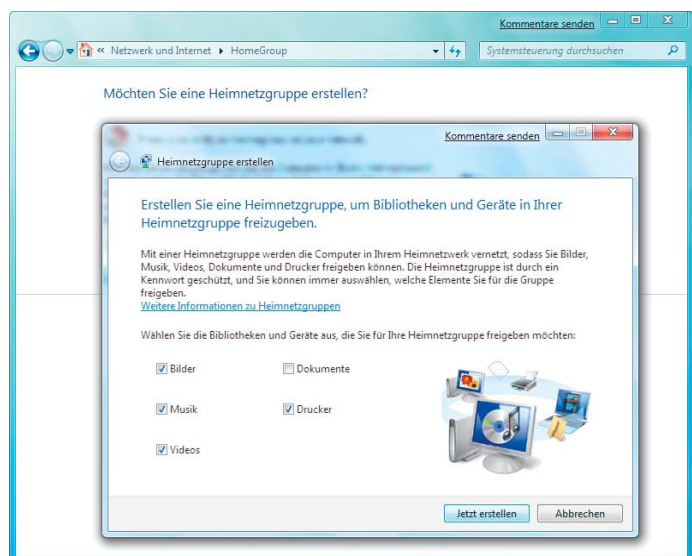 Kommentare senden
« Netzwerk und Internet ▸ HomeGroup
Systemsteuerung durchsuchen
Möchten Sie eine Heimnetzgruppe erstellen?
Kommentare senden
Heimnetzgruppe erstellen
Erstellen Sie eine Heimnetzgruppe, um Bibliotheken und Geräte in Ihrer
Heimnetzgruppe freizugeben.
Mit einer Heimnetzgruppe werden die Computer in Ihrem Heimnetzwerk vernetzt, sodass Sie Bilder,
Musik, Videos, Dokumente und Drucker freigeben können. Die Heimnetzgruppe ist durch ein
Kennwort geschützt, und Sie können immer auswählen, welche Elemente Sie für die Gruppe
freigeben.
Weitere Informationen zu Heimnetzgruppen
Wählen Sie die Bibliotheken und Geräte aus, die Sie für Ihre Heimnetzgruppe freigeben möchten:
Bilder
Dokumente
Musik
Drucker
Videos
Jetzt erstellen
Abbrechen